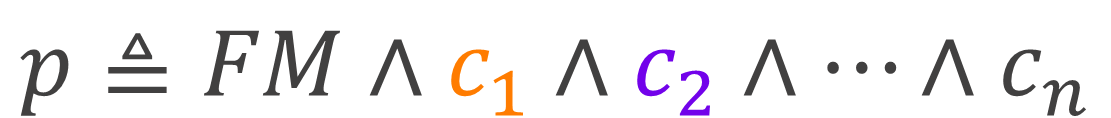 p ≜ FM ∧ c₁ ∧ c₂ ∧ ⋯ ∧ cₙ